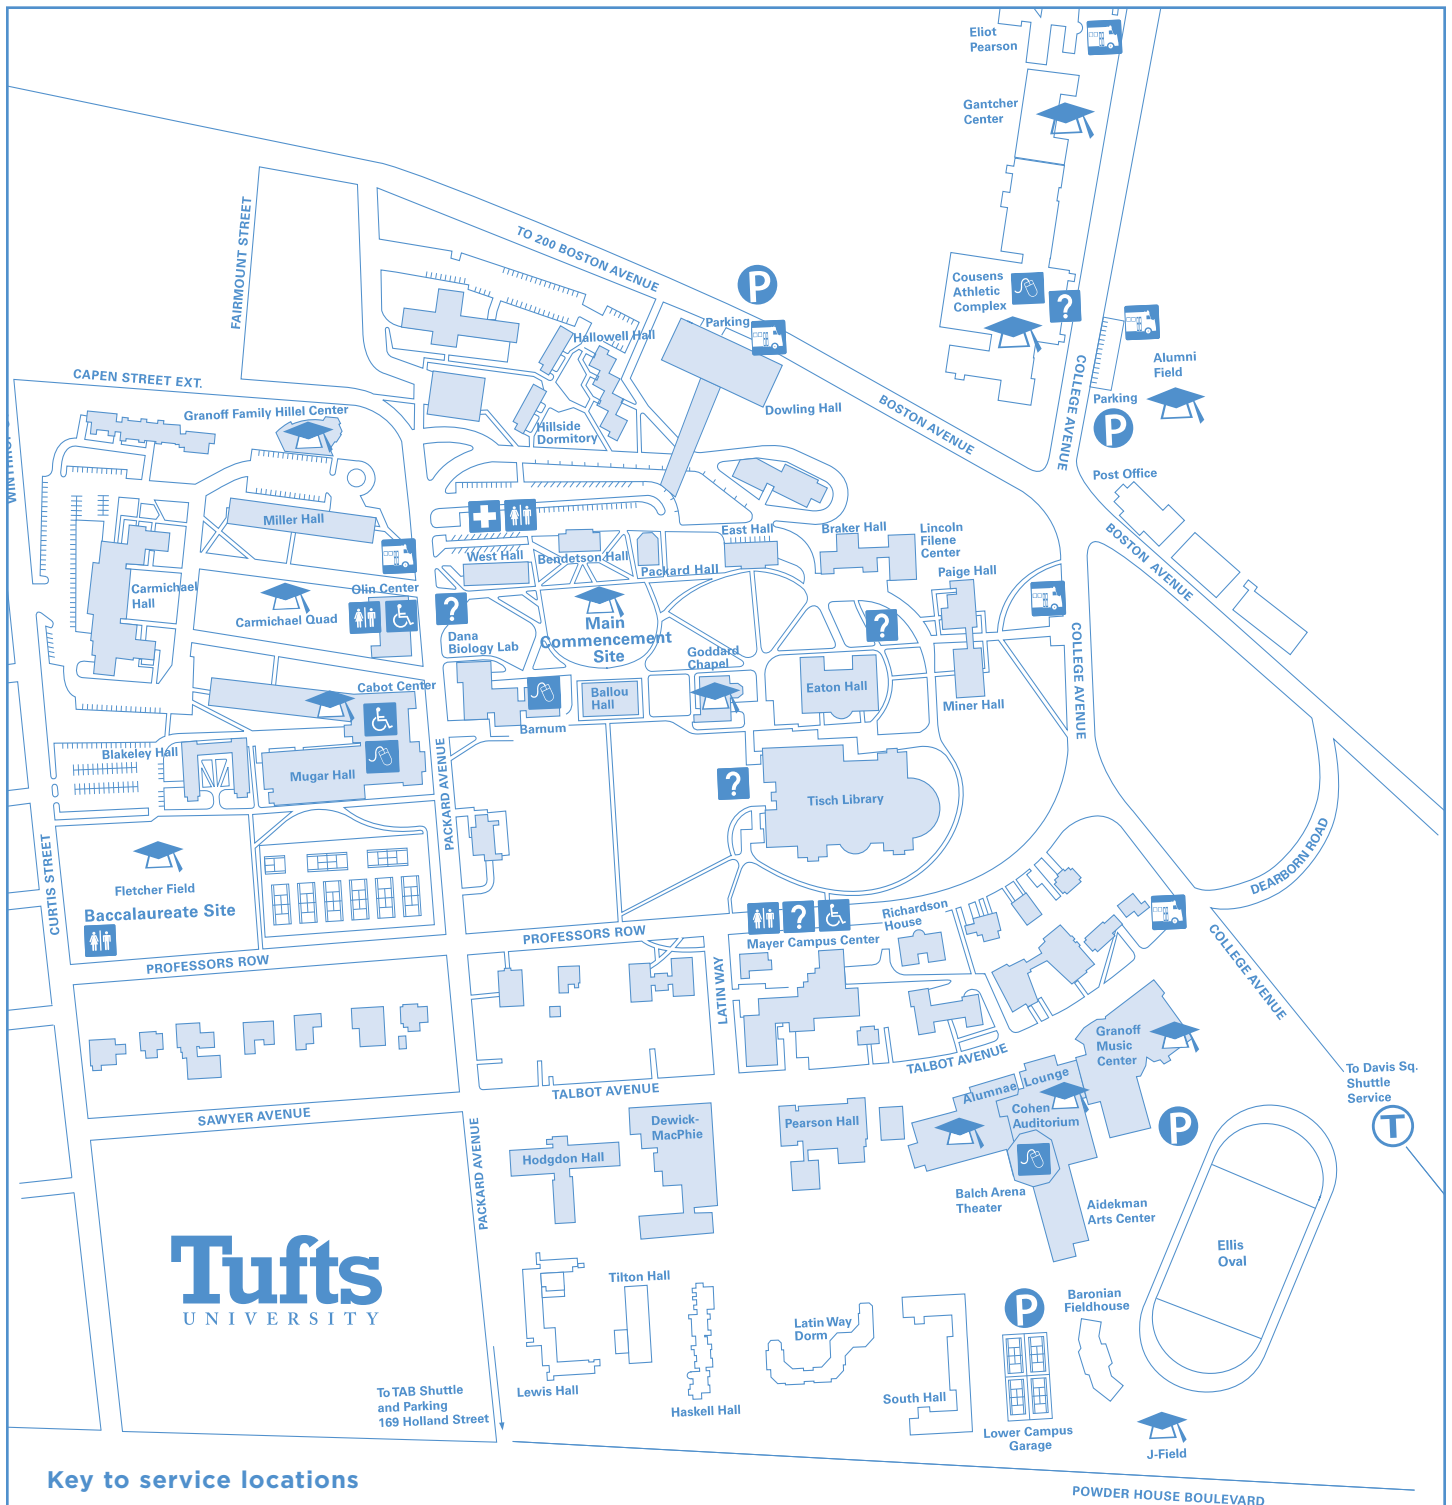 Eliot
Pearson
Gantcher
Center
FAIRMOUNT STREET
TO 200 BOSTON AVENUE
P
Cousens
Athletic
Complex
?
Parking
Hallowell Hall
Alumni
Field
COLLEGE AVENUE
CAPEN STREET EXT.
Granoff Family Hillel Center
Dowling Hall
BOSTON AVENUE
Parking
P
Hillside
Dormitory
Post Office
Miller Hall
East Hall
Braker Hall
Lincoln
Filene
Center
BOSTON AVENUE
West Hall
Bendetson Hall
Packard Hall
Paige Hall
Carmichael
Hall
Olin Center
Carmichael Quad
?
Main
Commencement
Site
?
Dana
Biology Lab
Goddard
Chapel
COLLEGE AVENUE
Cabot Center
Ballou
Hall
Eaton Hall
Miner Hall
Barnum
Blakeley Hall
Mugar Hall
PACKARD AVENUE
?
Tisch Library
CURTIS STREET
Fletcher Field
Baccalaureate Site
DEARBORN ROAD
PROFESSORS ROW
PROFESSORS ROW
?
Mayer Campus Center
Richardson
House
LATIN WAY
COLLEGE AVENUE
Granoff
Music
Center
TALBOT AVENUE
TALBOT AVENUE
SAWYER AVENUE
Alumnae Lounge
Cohen
Auditorium
To Davis Sq.
Shuttle
Service
T
P
PACKARD AVENUE
Dewick-
MacPhie
Pearson Hall
Hodgdon Hall
Balch Arena
Theater
Aidekman
Arts Center
Ellis
Oval
Tufts
UNIVERSITY
Tilton Hall
P
Baronian
Fieldhouse
Latin Way
Dorm
To TAB Shuttle
and Parking
169 Holland Street
Lewis Hall
Haskell Hall
South Hall
Lower Campus
Garage
J-Field
Key to service locations
POWDER HOUSE BOULEVARD